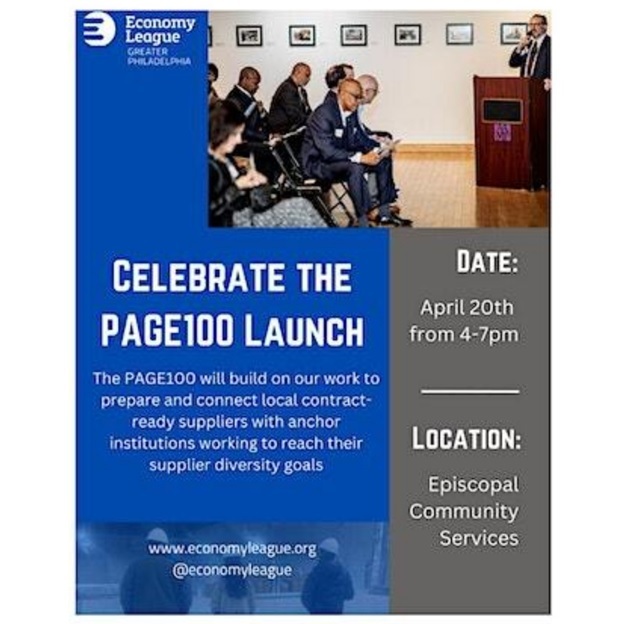 Economy
League
GREATER
PHILADELPHIA
CELEBRATE THE
PAGE100 LAUNCH
The PAGE100 will build on our work to
prepare and connect local contract-
ready suppliers with anchor
institutions working to reach their
supplier diversity goals
www.economyleague.org
@economyleague
DATE:
April 20th
from 4-7pm
LOCATION:
Episcopal
Community
Services